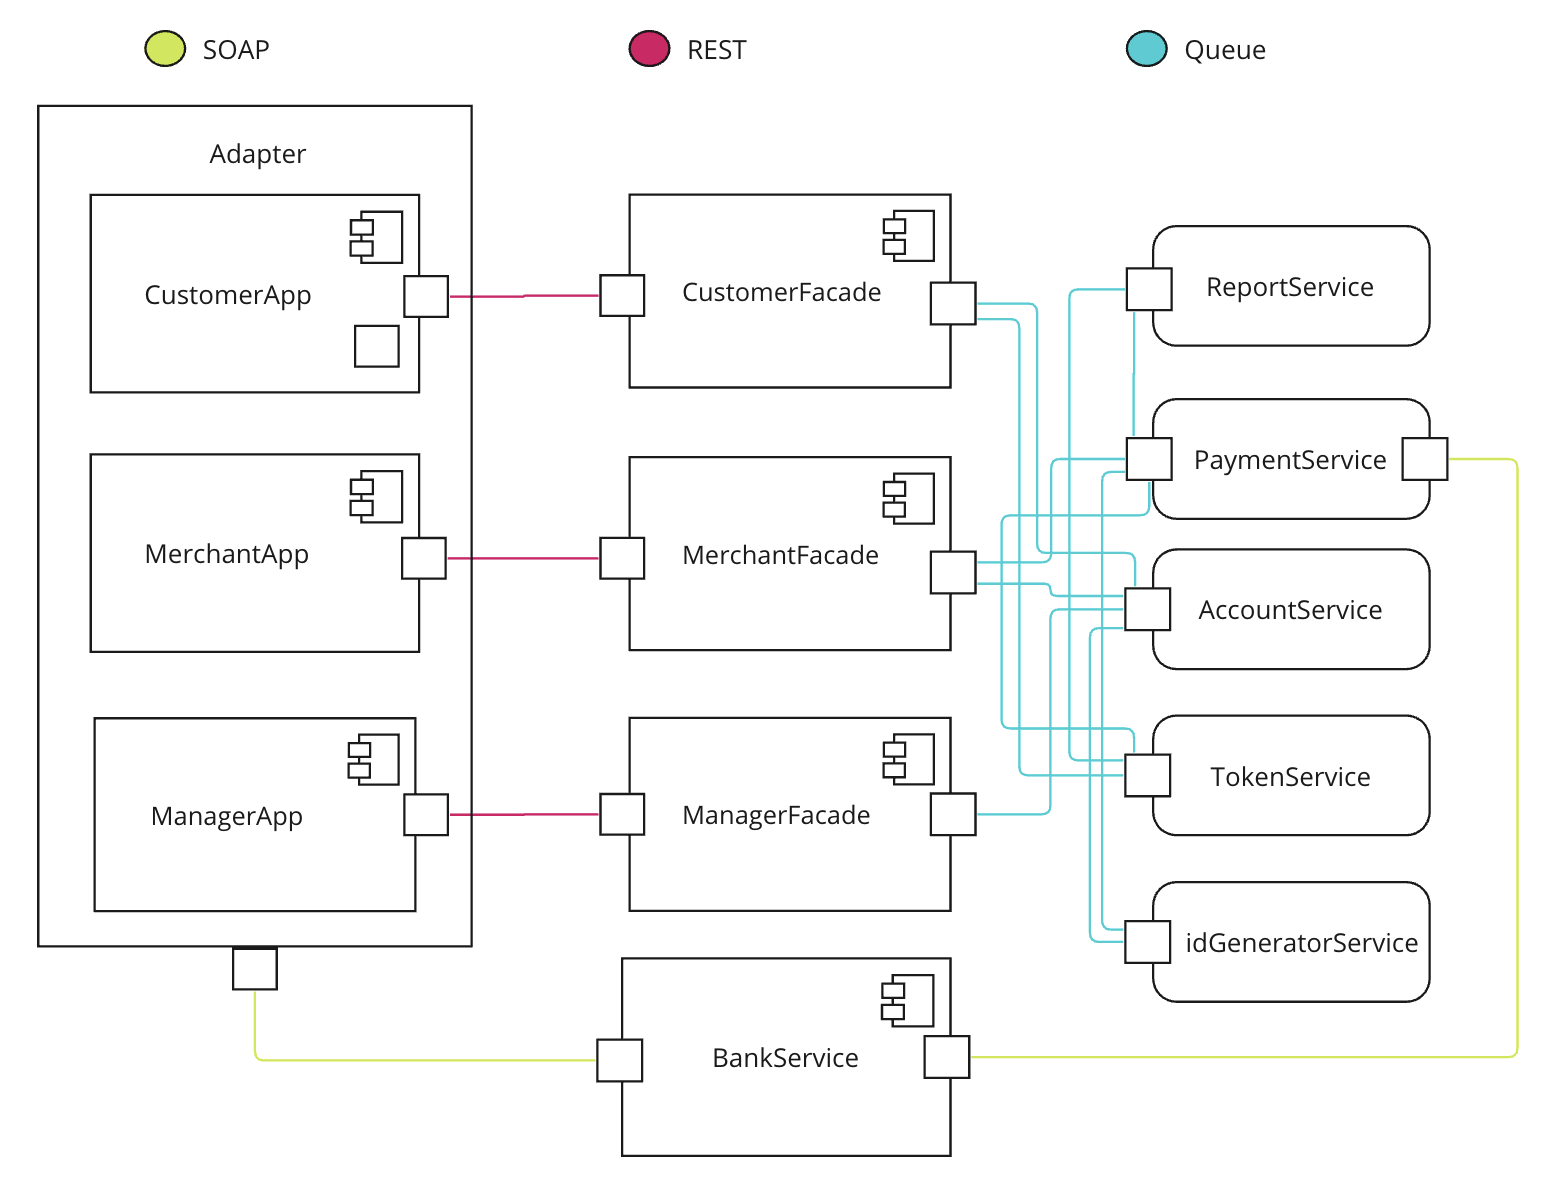 SOAP
REST
Queue
Adapter
CustomerApp
CustomerFacade
ReportService
PaymentService
MerchantApp
MerchantFacade
AccountService
ManagerApp
ManagerFacade
TokenService
idGeneratorService
BankService